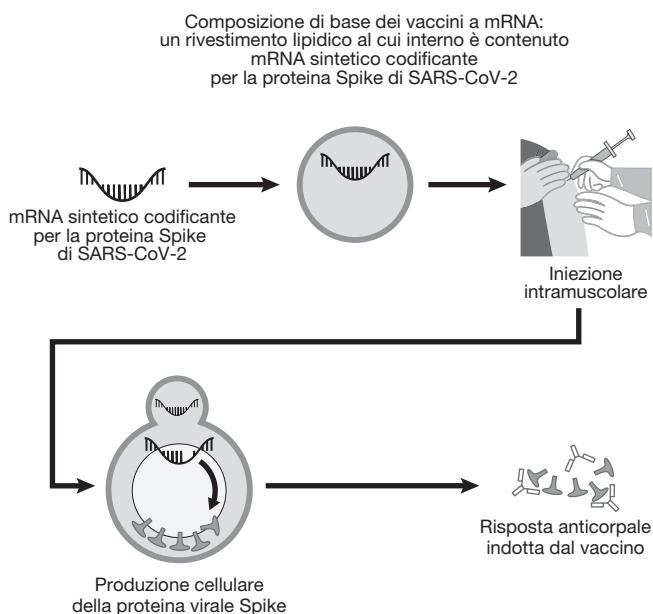 Composizione di base dei vaccini a mRNA:
un rivestimento lipidico al cui interno è contenuto
mRNA sintetico codificante
per la proteina Spike di SARS-CoV-2
mRNA sintetico codificante
per la proteina Spike
di SARS-CoV-2
Iniezione
intramuscolare
Produzione cellulare
della proteina virale Spike
Risposta anticorpale
indotta dal vaccino